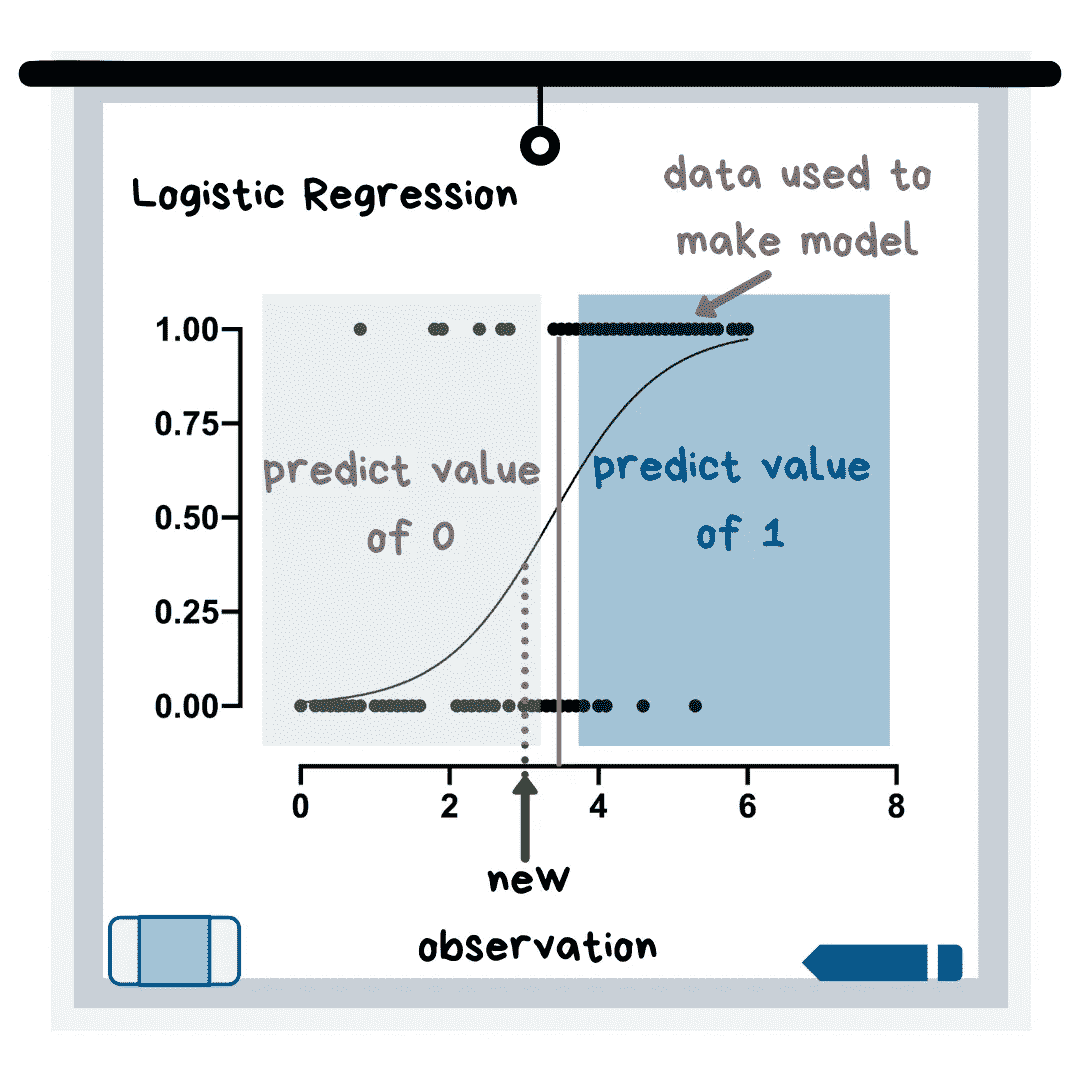 Logistic Regression
data used to
make model
1.00
0.75
0.50
0.25
0.00
predict value
of 0
predict value
of 1
0 2 4 6 8
new
observation